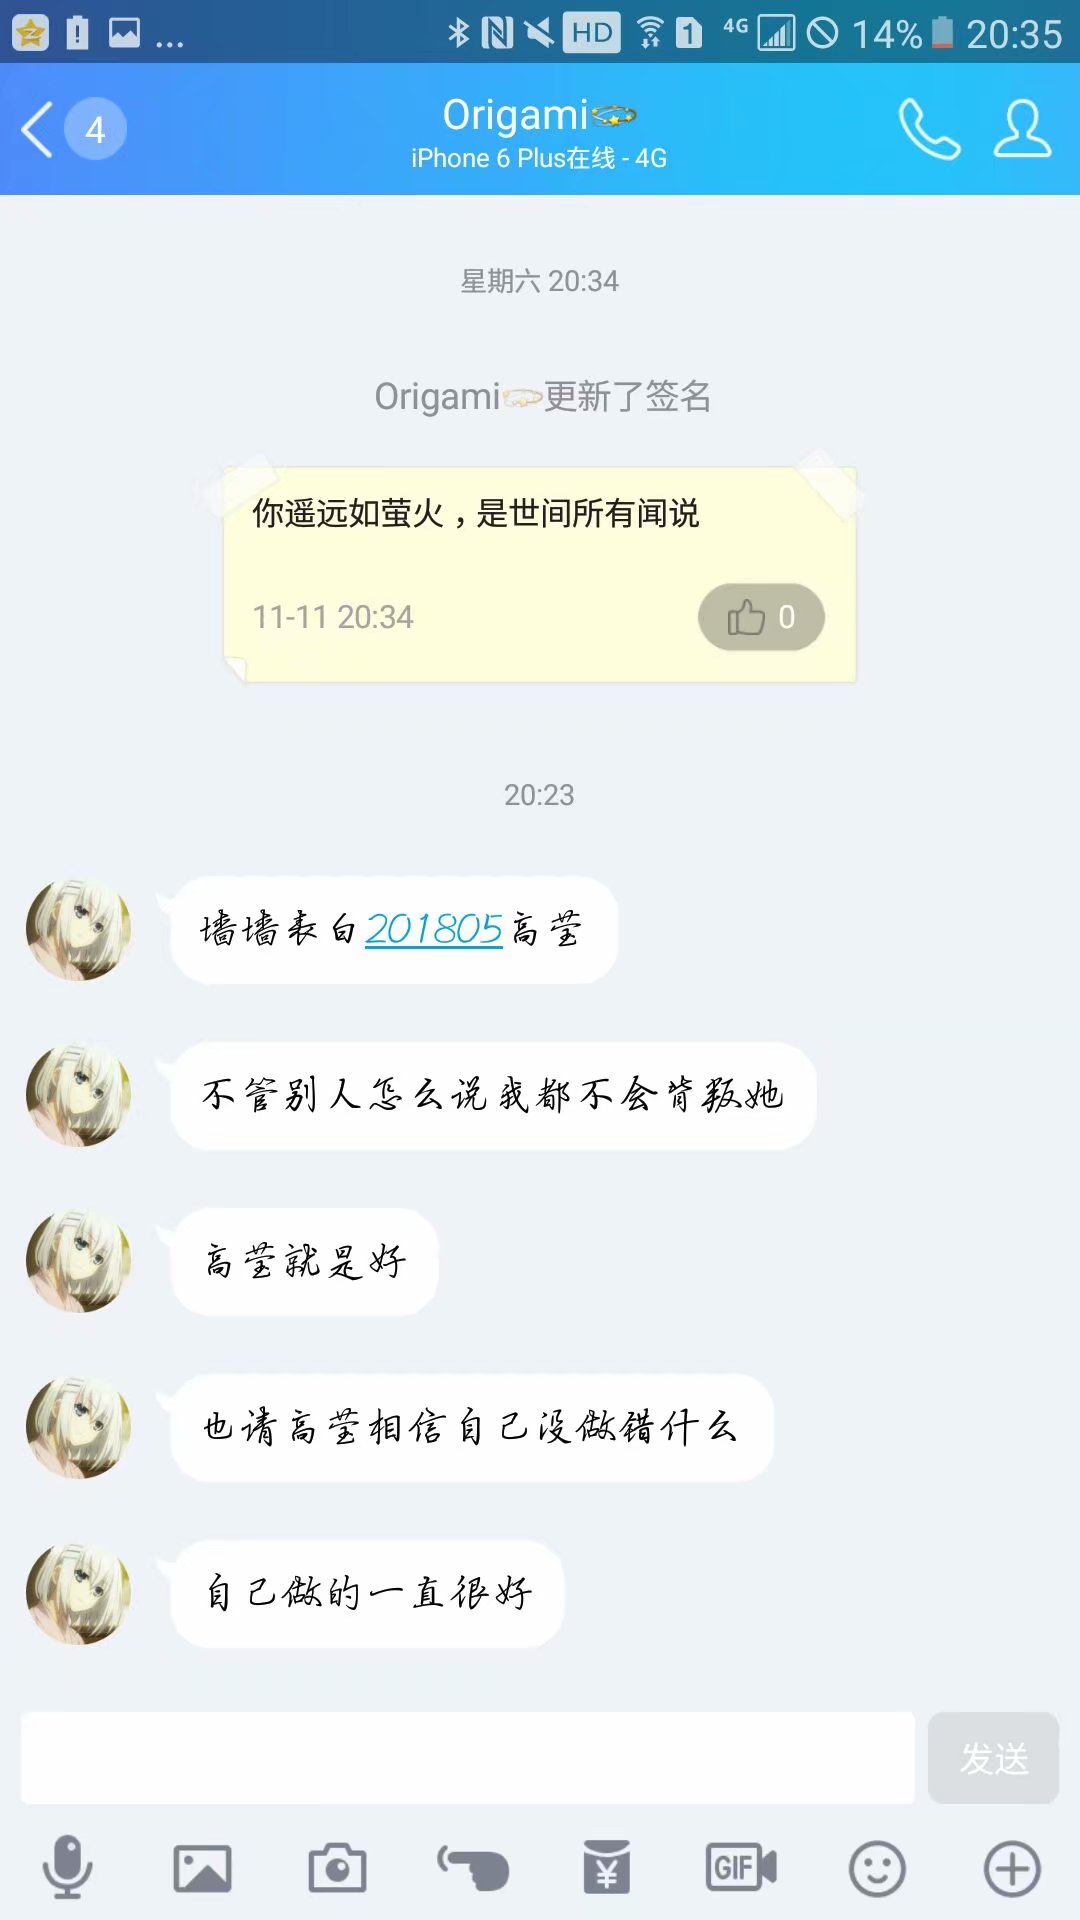 HD
1
4G
14%
20:35
4
Origami
iPhone 6 Plus在线 - 4G
星期六 20:34
Origami更新了签名
你遥远如萤火，是世间所有闻说
11-11 20:34
0
20:23
墙墙表白201805高莹
不管别人怎么说我都不会背叛她
高莹就是好
也请高莹相信自己没做错什么
自己做的一直很好
发送
GIF